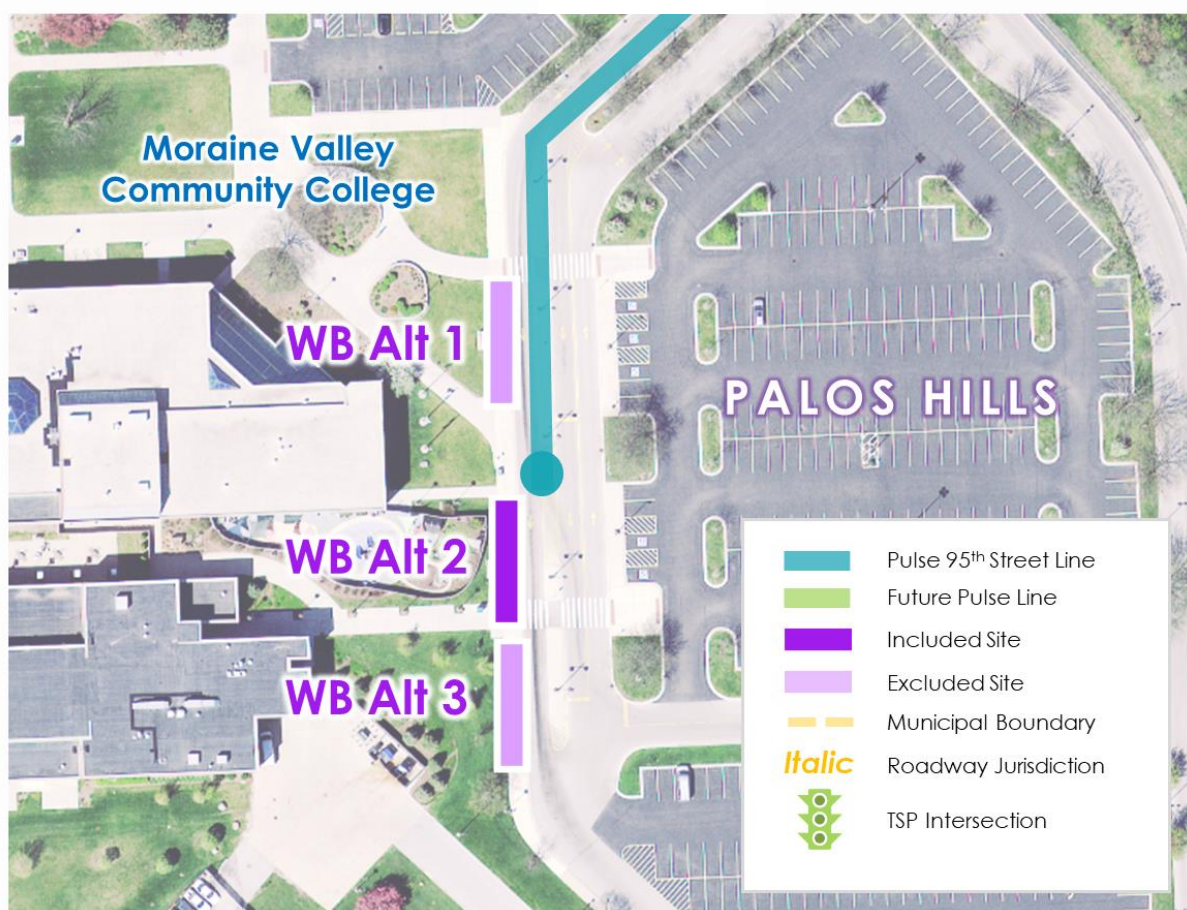 Moraine Valley
Community College
WB Alt 1
PALOS HILLS
WB Alt 2
WB Alt 3
Pulse 95th Street Line
Future Pulse Line
Included Site
Excluded Site
Municipal Boundary
Italic Roadway Jurisdiction
TSP Intersection